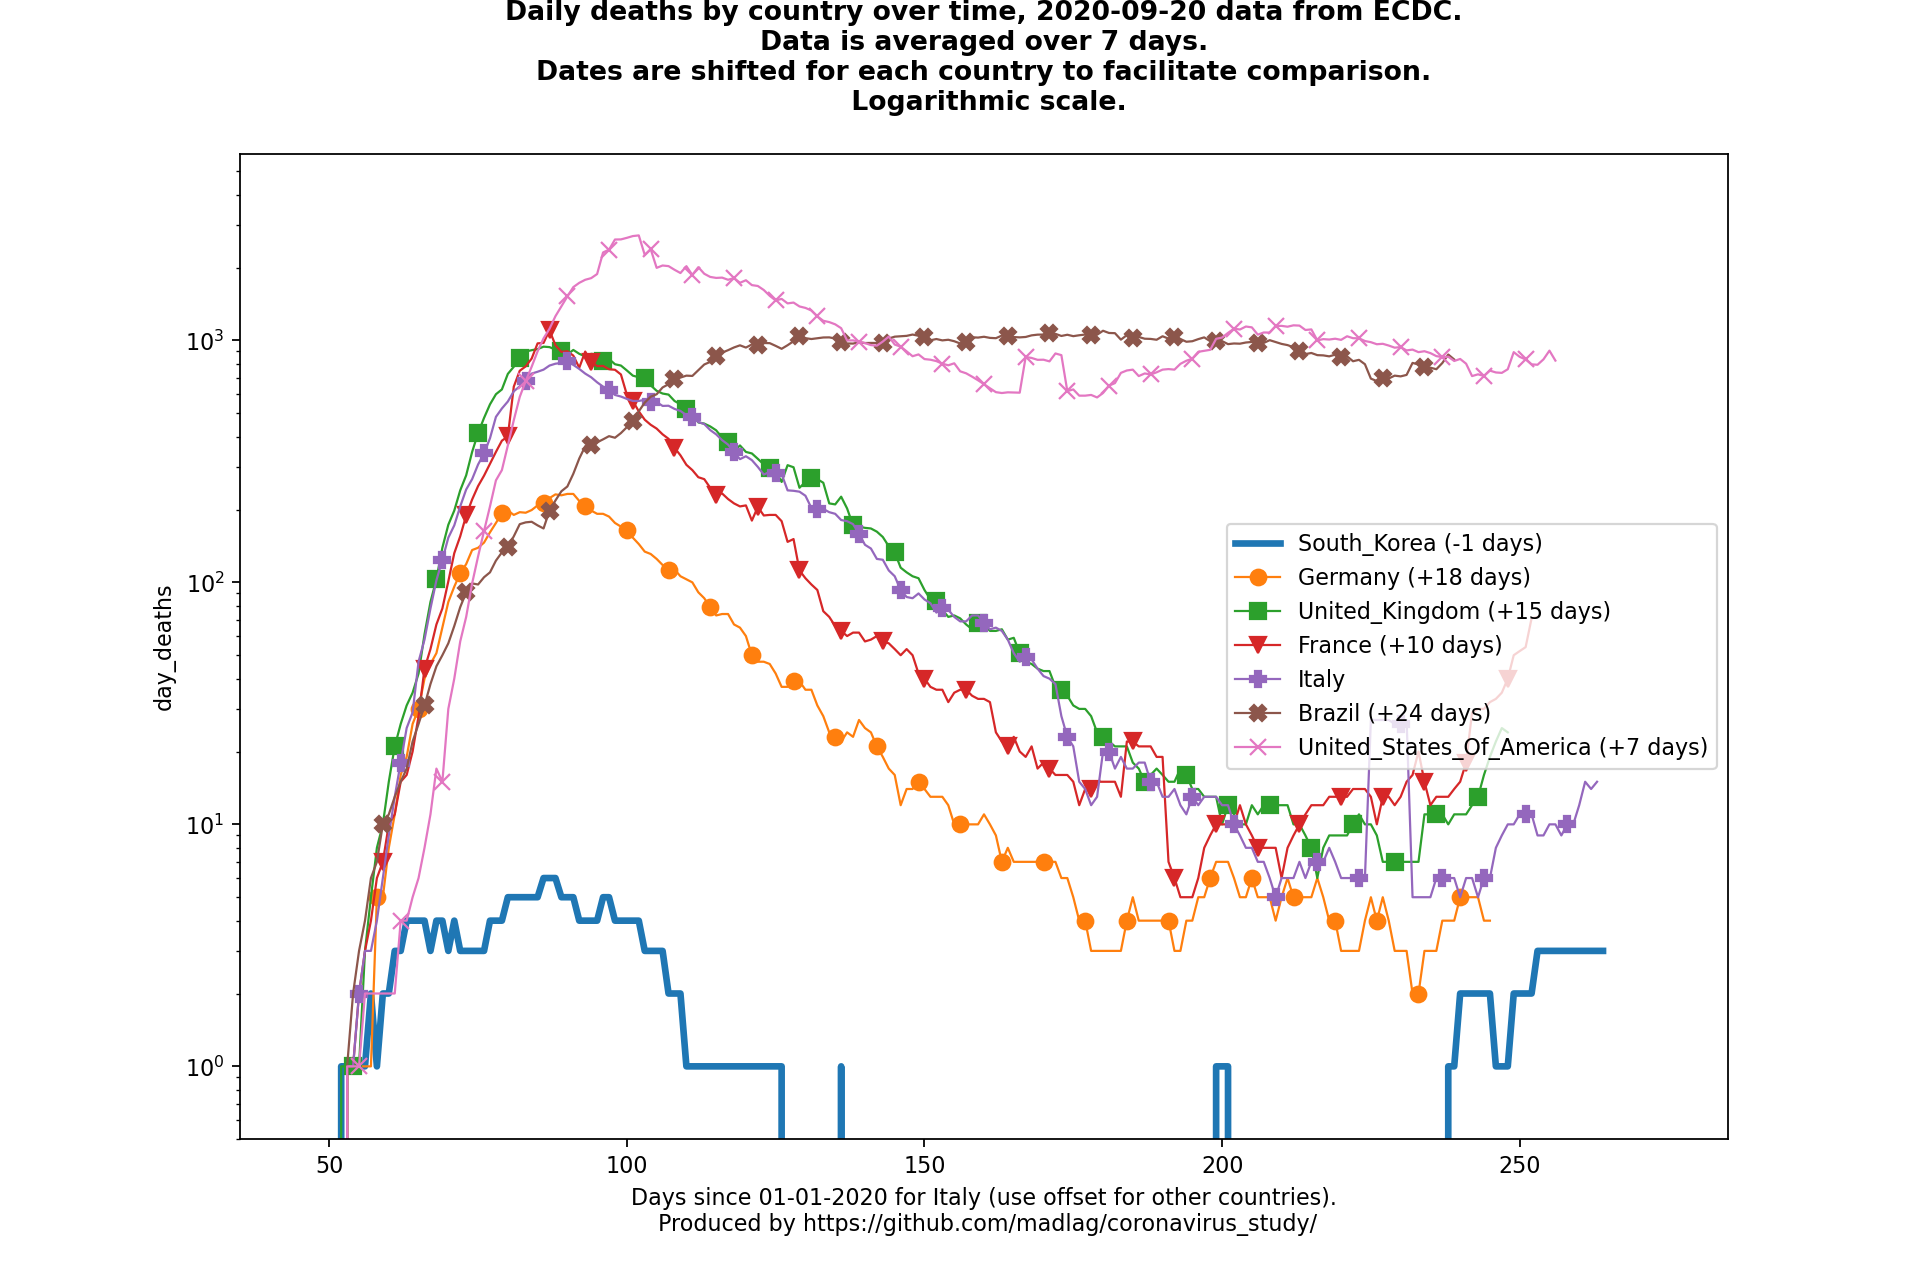 Daily deaths by country over time, 2020-09-20 data from ECDC.
Data is averaged over 7 days.
Dates are shifted for each country to facilitate comparison.
Logarithmic scale.
day_deaths
10³
10²
10¹
10⁰
South_Korea (-1 days)
Germany (+18 days)
United_Kingdom (+15 days)
France (+10 days)
Italy
Brazil (+24 days)
United_States_Of_America (+7 days)
50 100 150 200 250
Days since 01-01-2020 for Italy (use offset for other countries).
Produced by https://github.com/madlag/coronavirus_study/